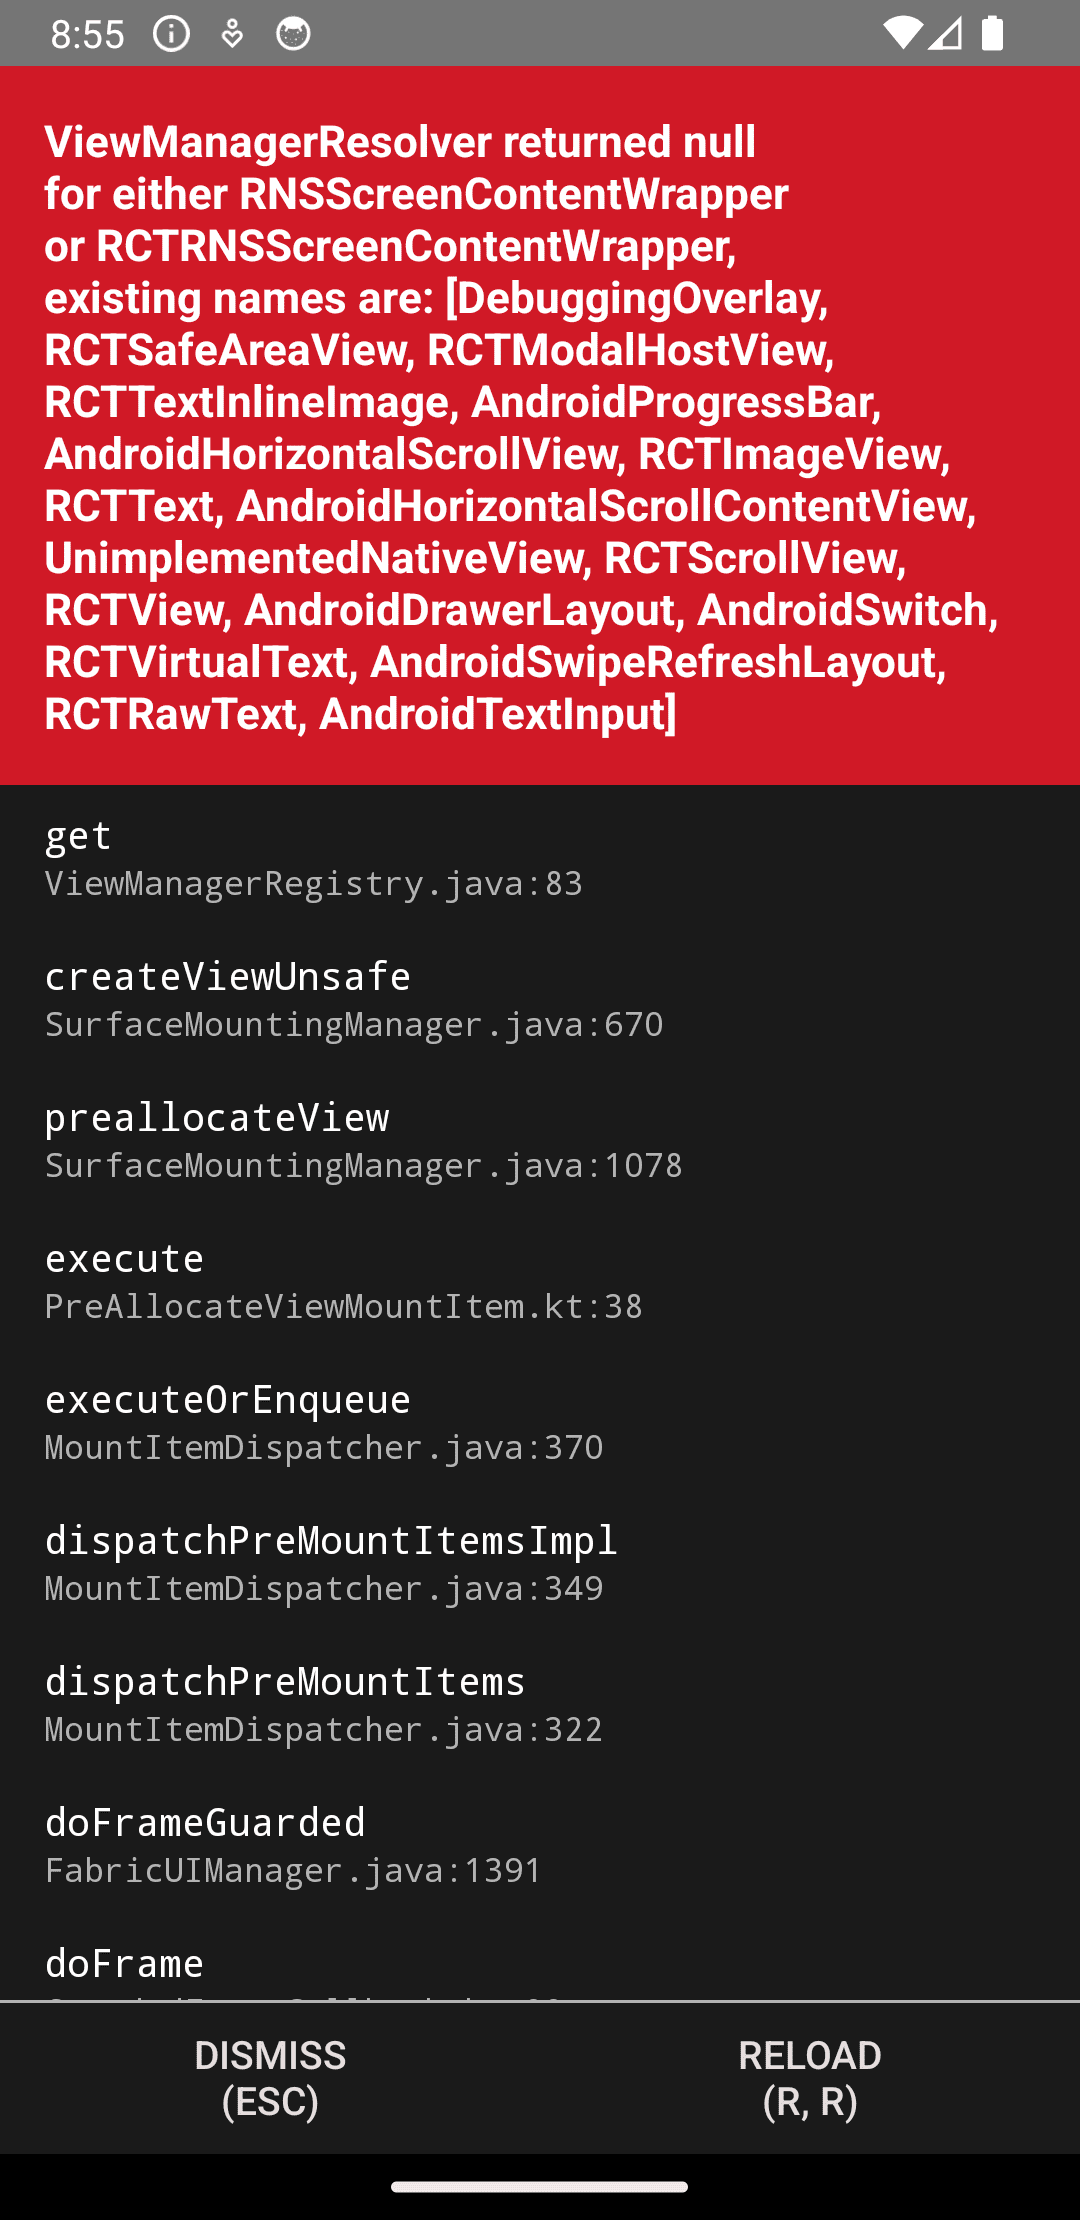 8:55
ViewManagerResolver returned null
for either RNSScreenContentWrapper
or RCTRNSScreenContentWrapper,
existing names are: [DebuggingOverlay,
RCTSafeAreaView, RCTModalHostView,
RCTTextInlineImage, AndroidProgressBar,
AndroidHorizontalScrollView, RCTImageView,
RCTText, AndroidHorizontalScrollContentView,
UnimplementedNativeView, RCTScrollView,
RCTView, AndroidDrawerLayout, AndroidSwitch,
RCTVirtualText, AndroidSwipeRefreshLayout,
RCTRawText, AndroidTextInput]
get
ViewManagerRegistry.java:83
createViewUnsafe
SurfaceMountingManager.java:670
preallocateView
SurfaceMountingManager.java:1078
execute
PreAllocateViewMountItem.kt:38
executeOrEnqueue
MountItemDispatcher.java:370
dispatchPreMountItemsImpl
MountItemDispatcher.java:349
dispatchPreMountItems
MountItemDispatcher.java:322
doFrameGuarded
FabricUIManager.java:1391
doFrame
DISMISS
(ESC)
RELOAD
(R, R)